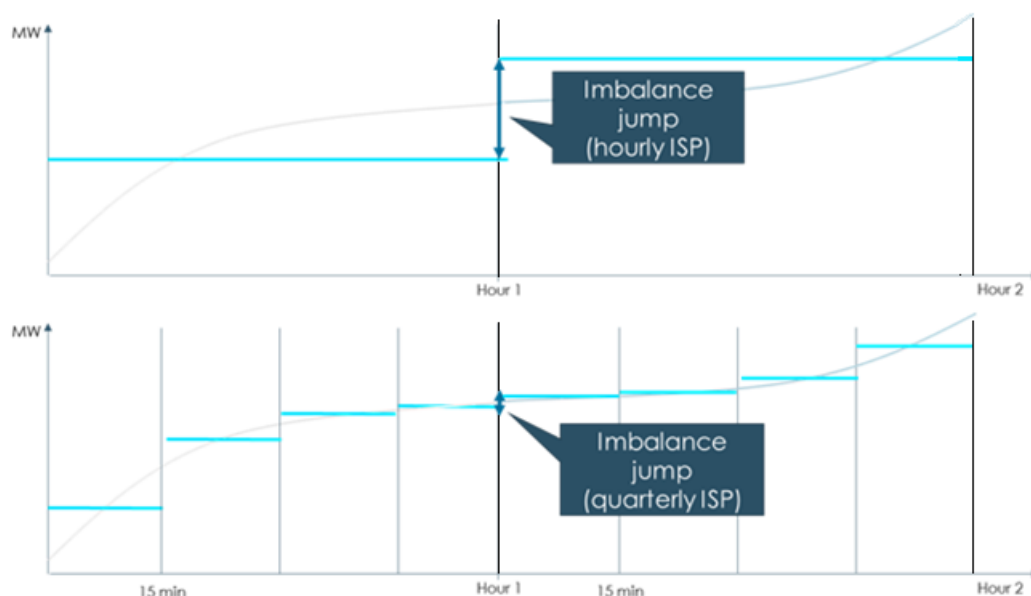 MW
Imbalance
jump
(hourly ISP)
Hour 1
Hour 2
MW
Imbalance
jump
(quarterly ISP)
15 min
Hour 1
15 min
Hour 2